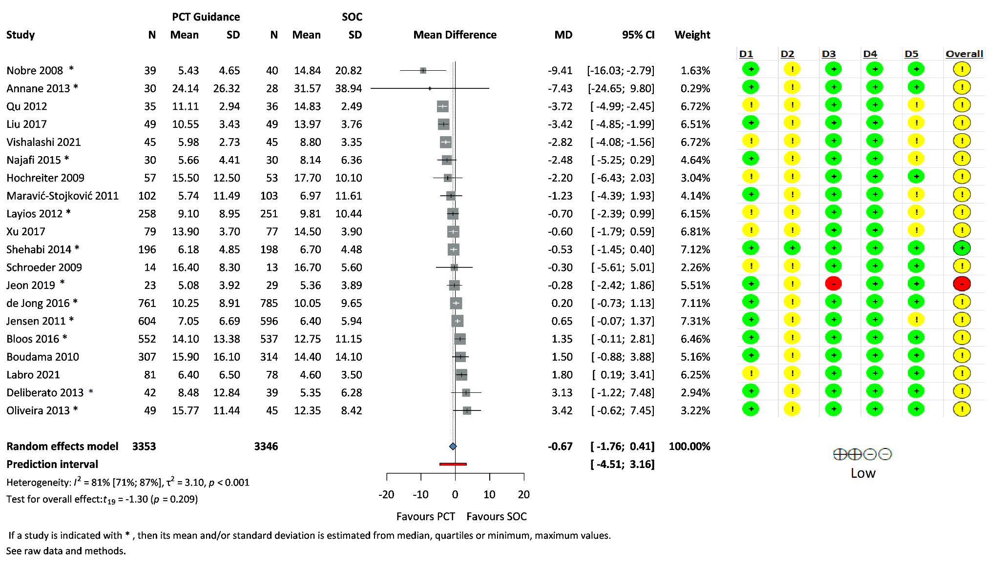 PCT Guidance SOC
Study N Mean SD N Mean SD Mean Difference MD 95% CI Weight
D1 D2 D3 D4 D5 Overall
Nobre 2008 * 39 5.43 4.65 40 14.84 20.82 -9.41 [-16.03; -2.79] 1.63% + ! + + + !
Annane 2013 * 30 24.14 26.32 28 31.57 38.94 -7.43 [-24.65; 9.80] 0.29% + ! + + + !
Qu 2012 35 11.11 2.94 36 14.83 2.49 -3.72 [ -4.99; -2.45] 6.72% ! ! + + ! !
Liu 2017 49 10.55 3.43 49 13.97 3.76 -3.42 [ -4.85; -1.99] 6.51% + ! + + ! !
Vishalashi 2021 45 5.98 2.73 45 8.80 3.35 -2.82 [ -4.08; -1.56] 6.72% ! ! + + ! !
Najafi 2015 * 30 5.66 4.41 30 8.14 6.36 -2.48 [ -5.25; 0.29] 4.64% + ! + + ! !
Hochreiter 2009 57 15.50 12.50 53 17.70 10.10 -2.20 [ -6.43; 2.03] 3.04% ! ! + + + !
Maravić-Stojković 2011 102 5.74 11.49 103 6.97 11.61 -1.23 [ -4.39; 1.93] 4.14% + ! + + ! !
Layios 2012 * 258 9.10 8.95 251 9.81 10.44 -0.70 [ -2.39; 0.99] 6.15% ! ! + + ! !
Xu 2017 79 13.90 3.70 77 14.50 3.90 -0.60 [ -1.79; 0.59] 6.81% ! ! + + ! !
Shehabi 2014 * 196 6.18 4.85 198 6.70 4.48 -0.53 [ -1.45; 0.40] 7.12% + + + + + +
Schroeder 2009 14 16.40 8.30 13 16.70 5.60 -0.30 [ -5.61; 5.01] 2.26% ! ! + + + !
Jeon 2019 * 23 5.08 3.92 29 5.36 3.89 -0.28 [ -2.42; 1.86] 5.51% + ! - + + -
de Jong 2016 * 761 10.25 8.91 785 10.05 9.65 0.20 [ -0.73; 1.13] 7.11% + ! + + + !
Jensen 2011 * 604 7.05 6.69 596 6.40 5.94 0.65 [ -0.07; 1.37] 7.31% + ! + + ! !
Bloos 2016 * 552 14.10 13.38 537 12.75 11.15 1.35 [ -0.11; 2.81] 6.46% + ! + + + !
Boudama 2010 307 15.90 16.10 314 14.40 14.10 1.50 [ -0.88; 3.88] 5.16% + ! + + + !
Labro 2021 81 6.40 6.50 78 4.60 3.50 1.80 [ 0.19; 3.41] 6.25% ! ! + + + !
Deliberato 2013 * 42 8.48 12.84 39 5.35 6.28 3.13 [ -1.22; 7.48] 2.94% + ! + + + !
Oliveira 2013 * 49 15.77 11.44 45 12.35 8.42 3.42 [ -0.62; 7.45] 3.22% + ! + + + !
Random effects model 3353 3346 -0.67 [ -1.76; 0.41] 100.00%
Prediction interval [ -4.51; 3.16]
Low
Heterogeneity: I² = 81% [71%; 87%], τ² = 3.10, p < 0.001
-20 -10 0 10 20
Test for overall effect:t₁₉ = -1.30 (p = 0.209)
Favours PCT Favours SOC
If a study is indicated with * , then its mean and/or standard deviation is estimated from median, quartiles or minimum, maximum values.
See raw data and methods.